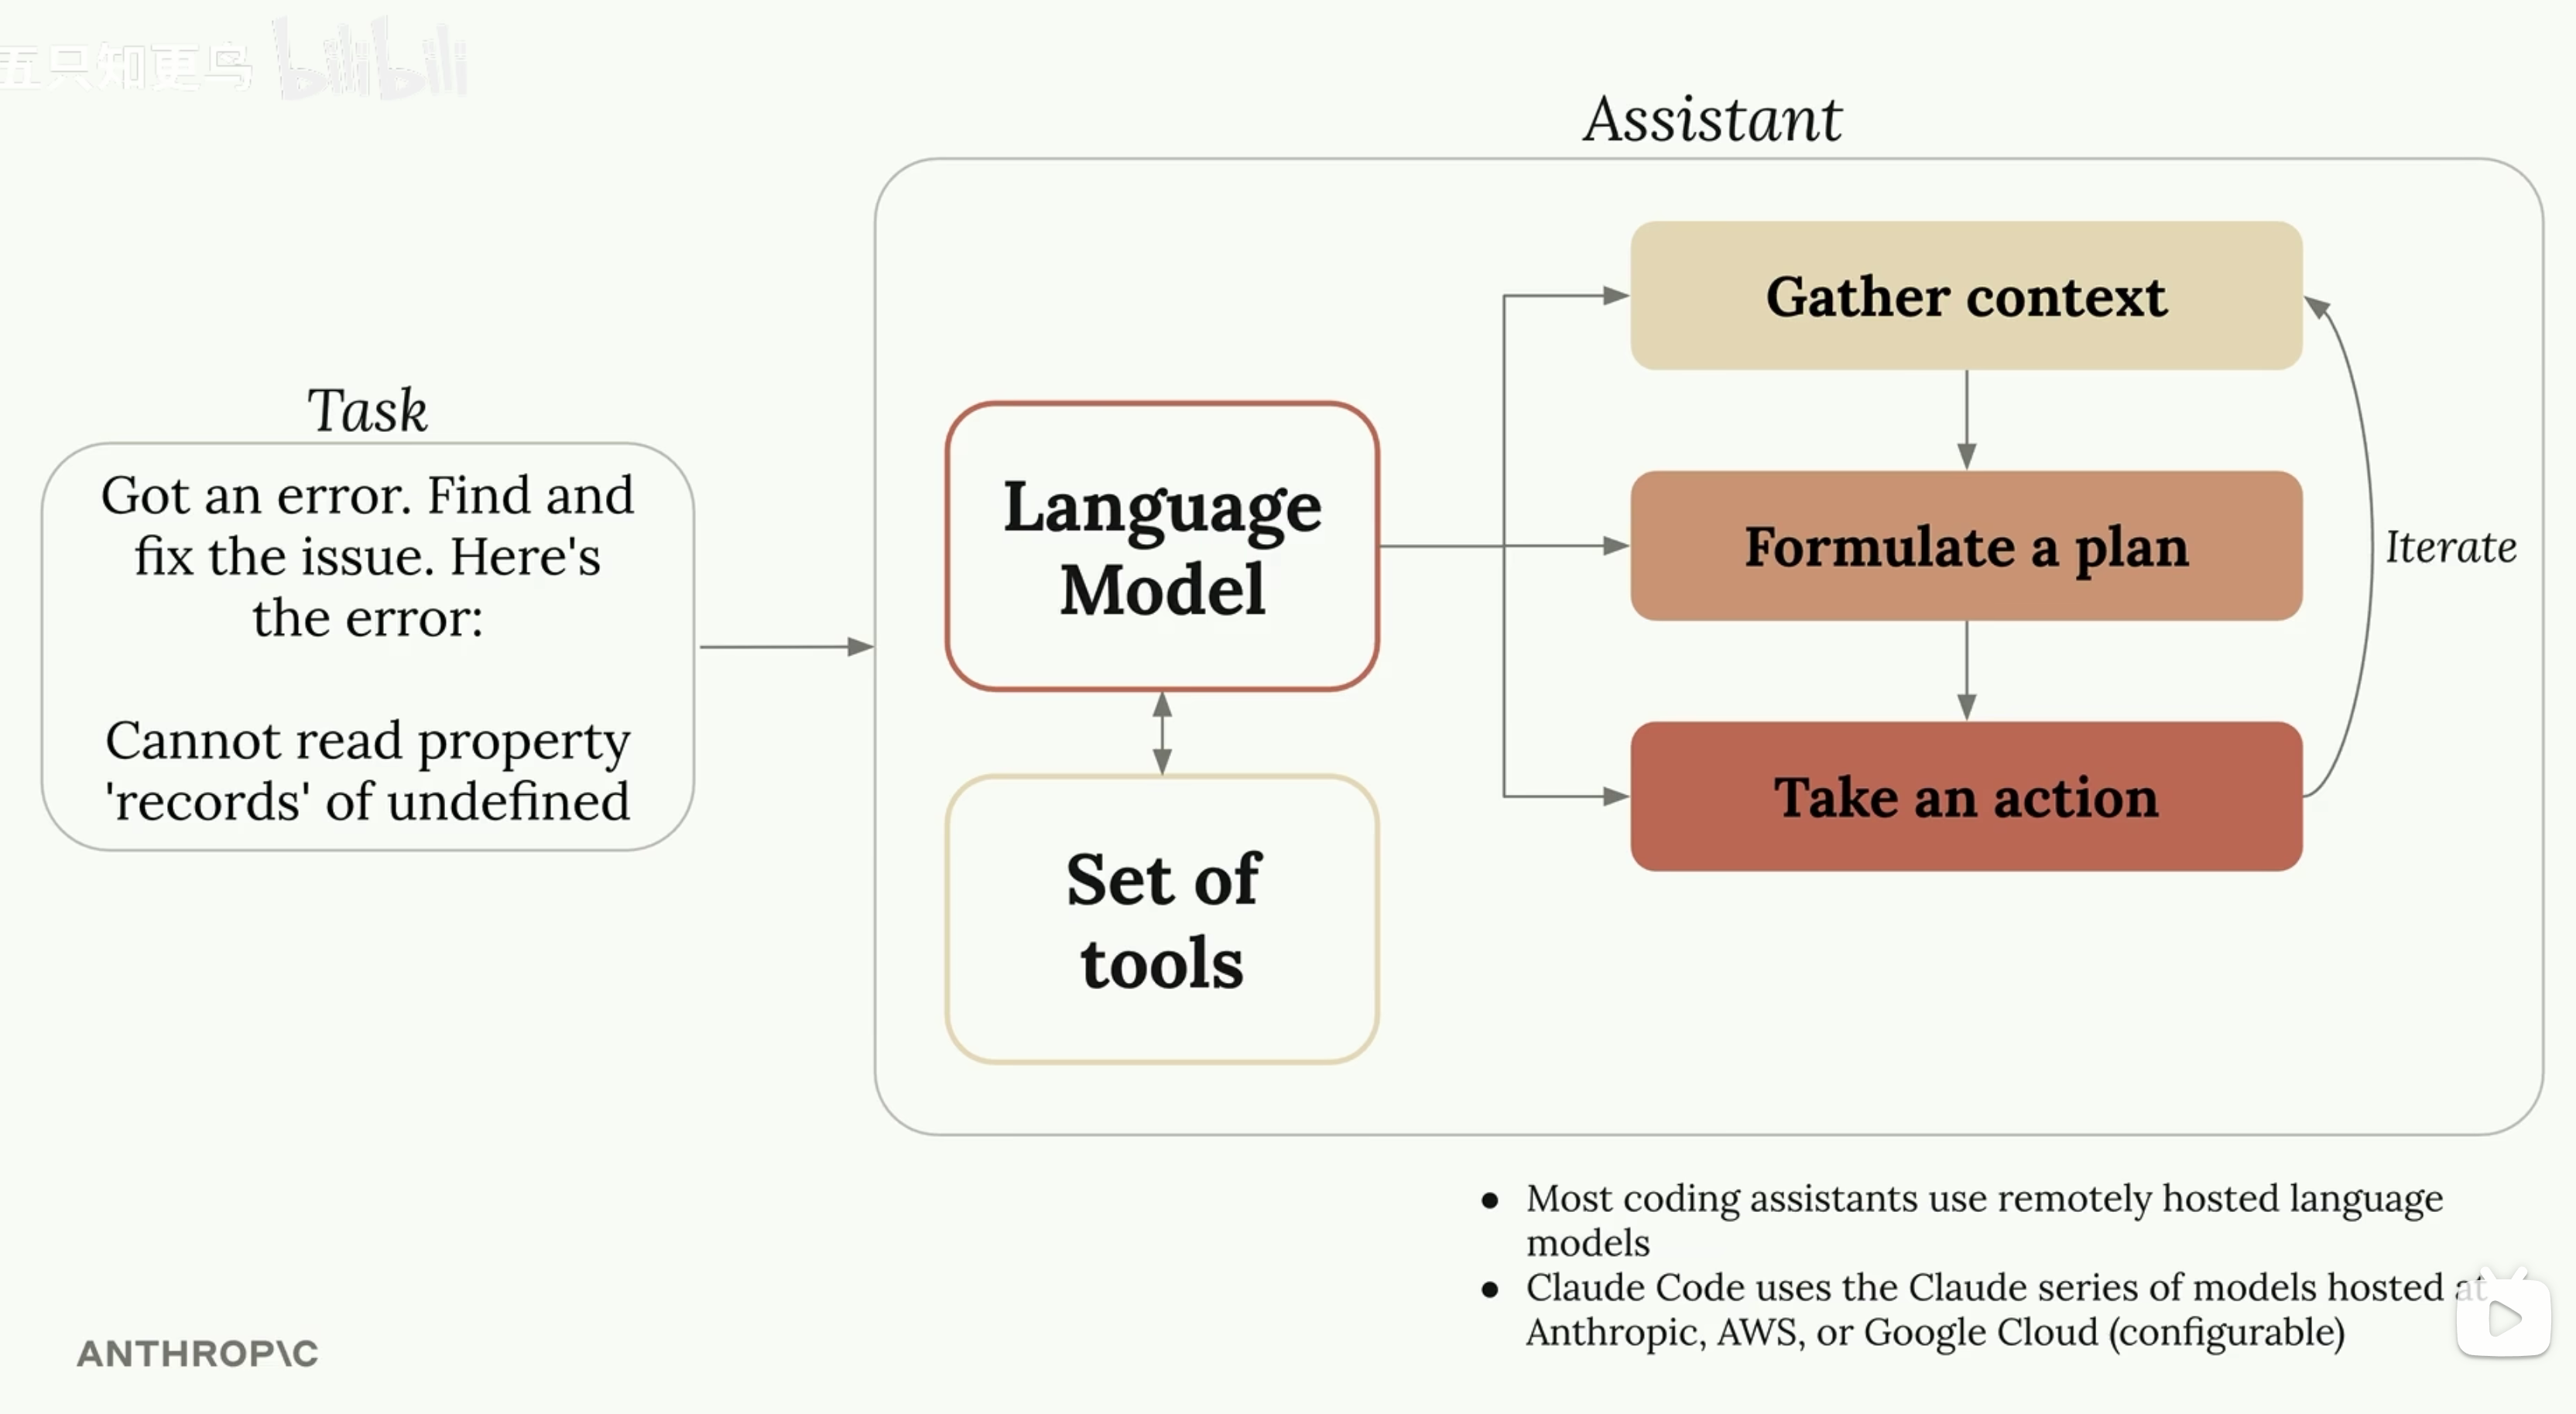 五只知更鸟 bilibili
Assistant
Task
Got an error. Find and
fix the issue. Here's
the error:
Cannot read property
'records' of undefined
Language
Model
Set of
tools
Gather context
Formulate a plan
Take an action
Iterate
● Most coding assistants use remotely hosted language
models
● Claude Code uses the Claude series of models hosted at
Anthropic, AWS, or Google Cloud (configurable)
ANTHROP\C